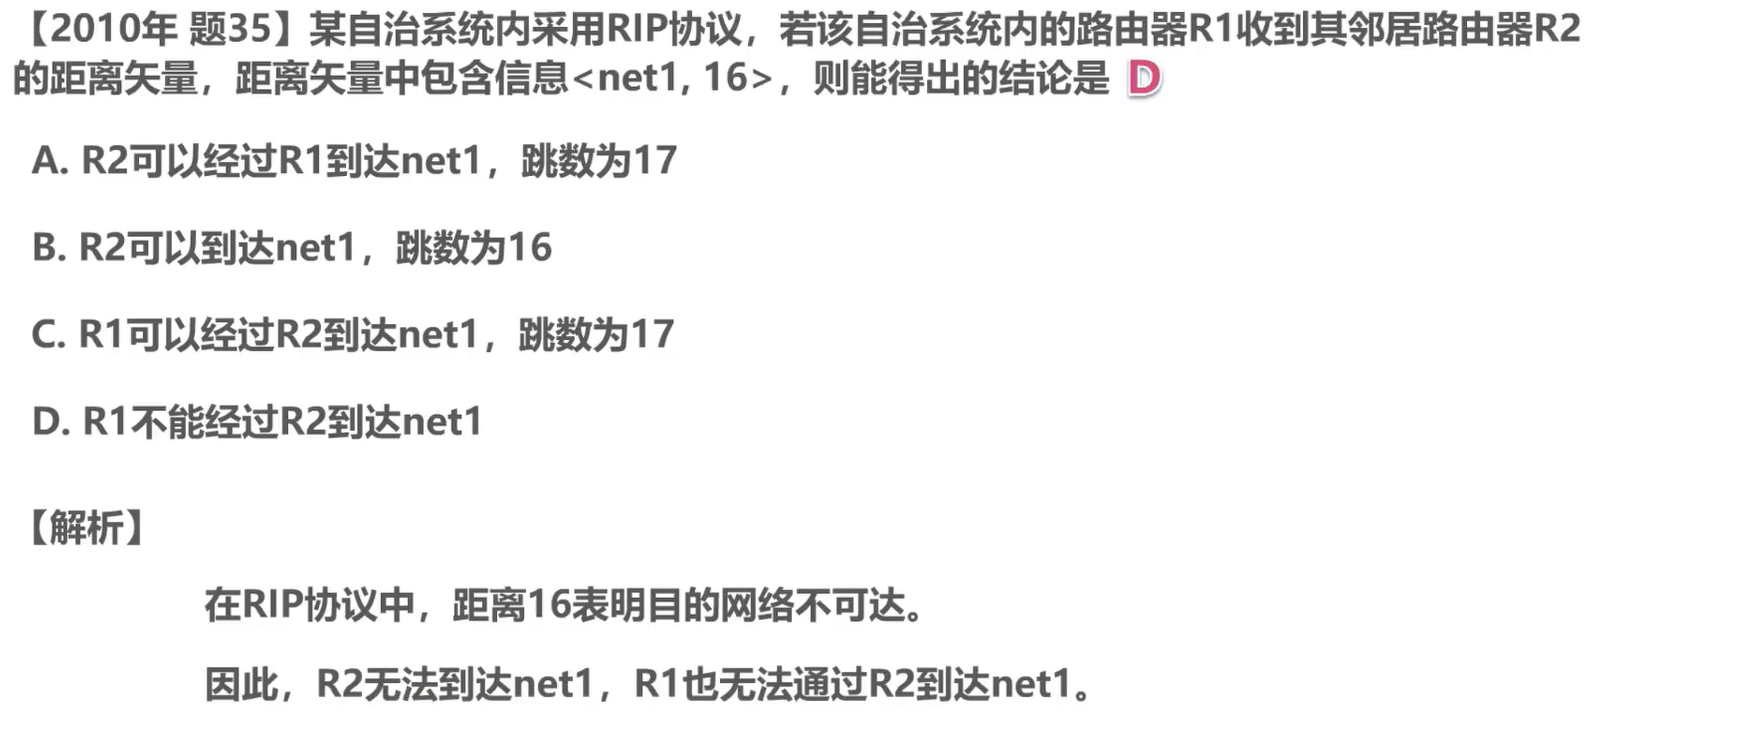 【2010年 题35】某自治系统内采用RIP协议，若该自治系统内的路由器R1收到其邻居路由器R2
的距离矢量，距离矢量中包含信息<net1, 16>，则能得出的结论是 D
A. R2可以经过R1到达net1，跳数为17
B. R2可以到达net1，跳数为16
C. R1可以经过R2到达net1，跳数为17
D. R1不能经过R2到达net1
【解析】
在RIP协议中，距离16表明目的网络不可达。
因此，R2无法到达net1，R1也无法通过R2到达net1。